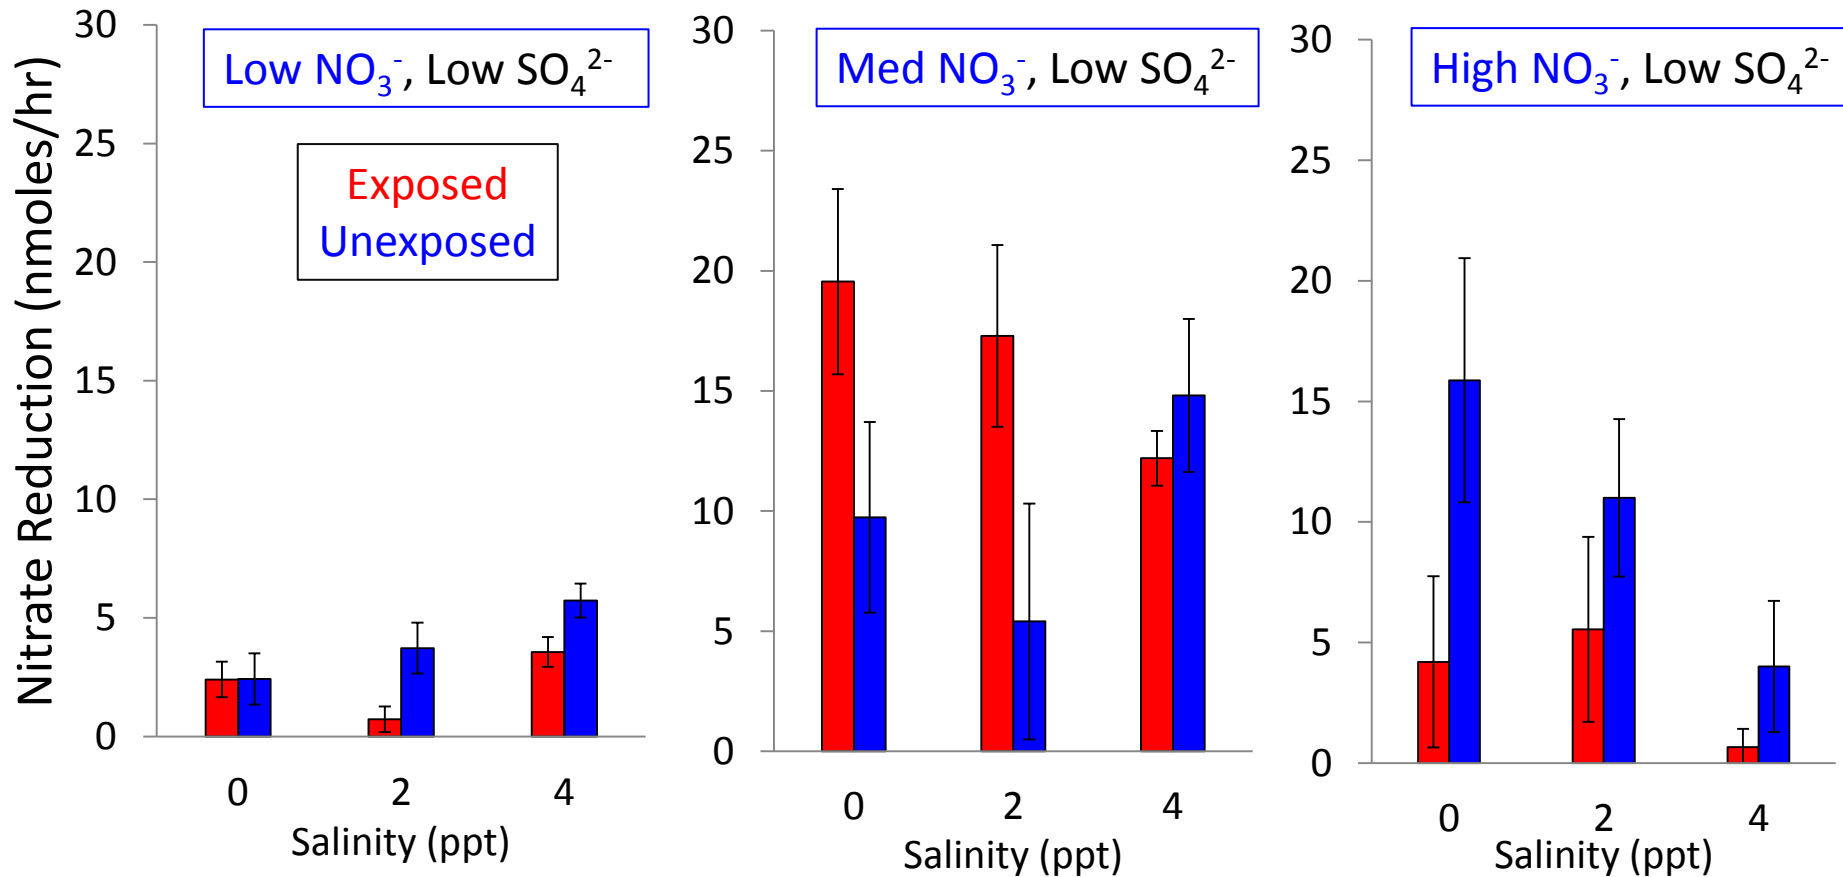 Nitrate Reduction (nmoles/hr)
30
25
20
15
10
5
0
Low NO₃⁻, Low SO₄²⁻
Exposed
Unexposed
0 2 4
Salinity (ppt)
30
25
20
15
10
5
0
Med NO₃⁻, Low SO₄²⁻
0 2 4
Salinity (ppt)
30
25
20
15
10
5
0
High NO₃⁻, Low SO₄²⁻
0 2 4
Salinity (ppt)